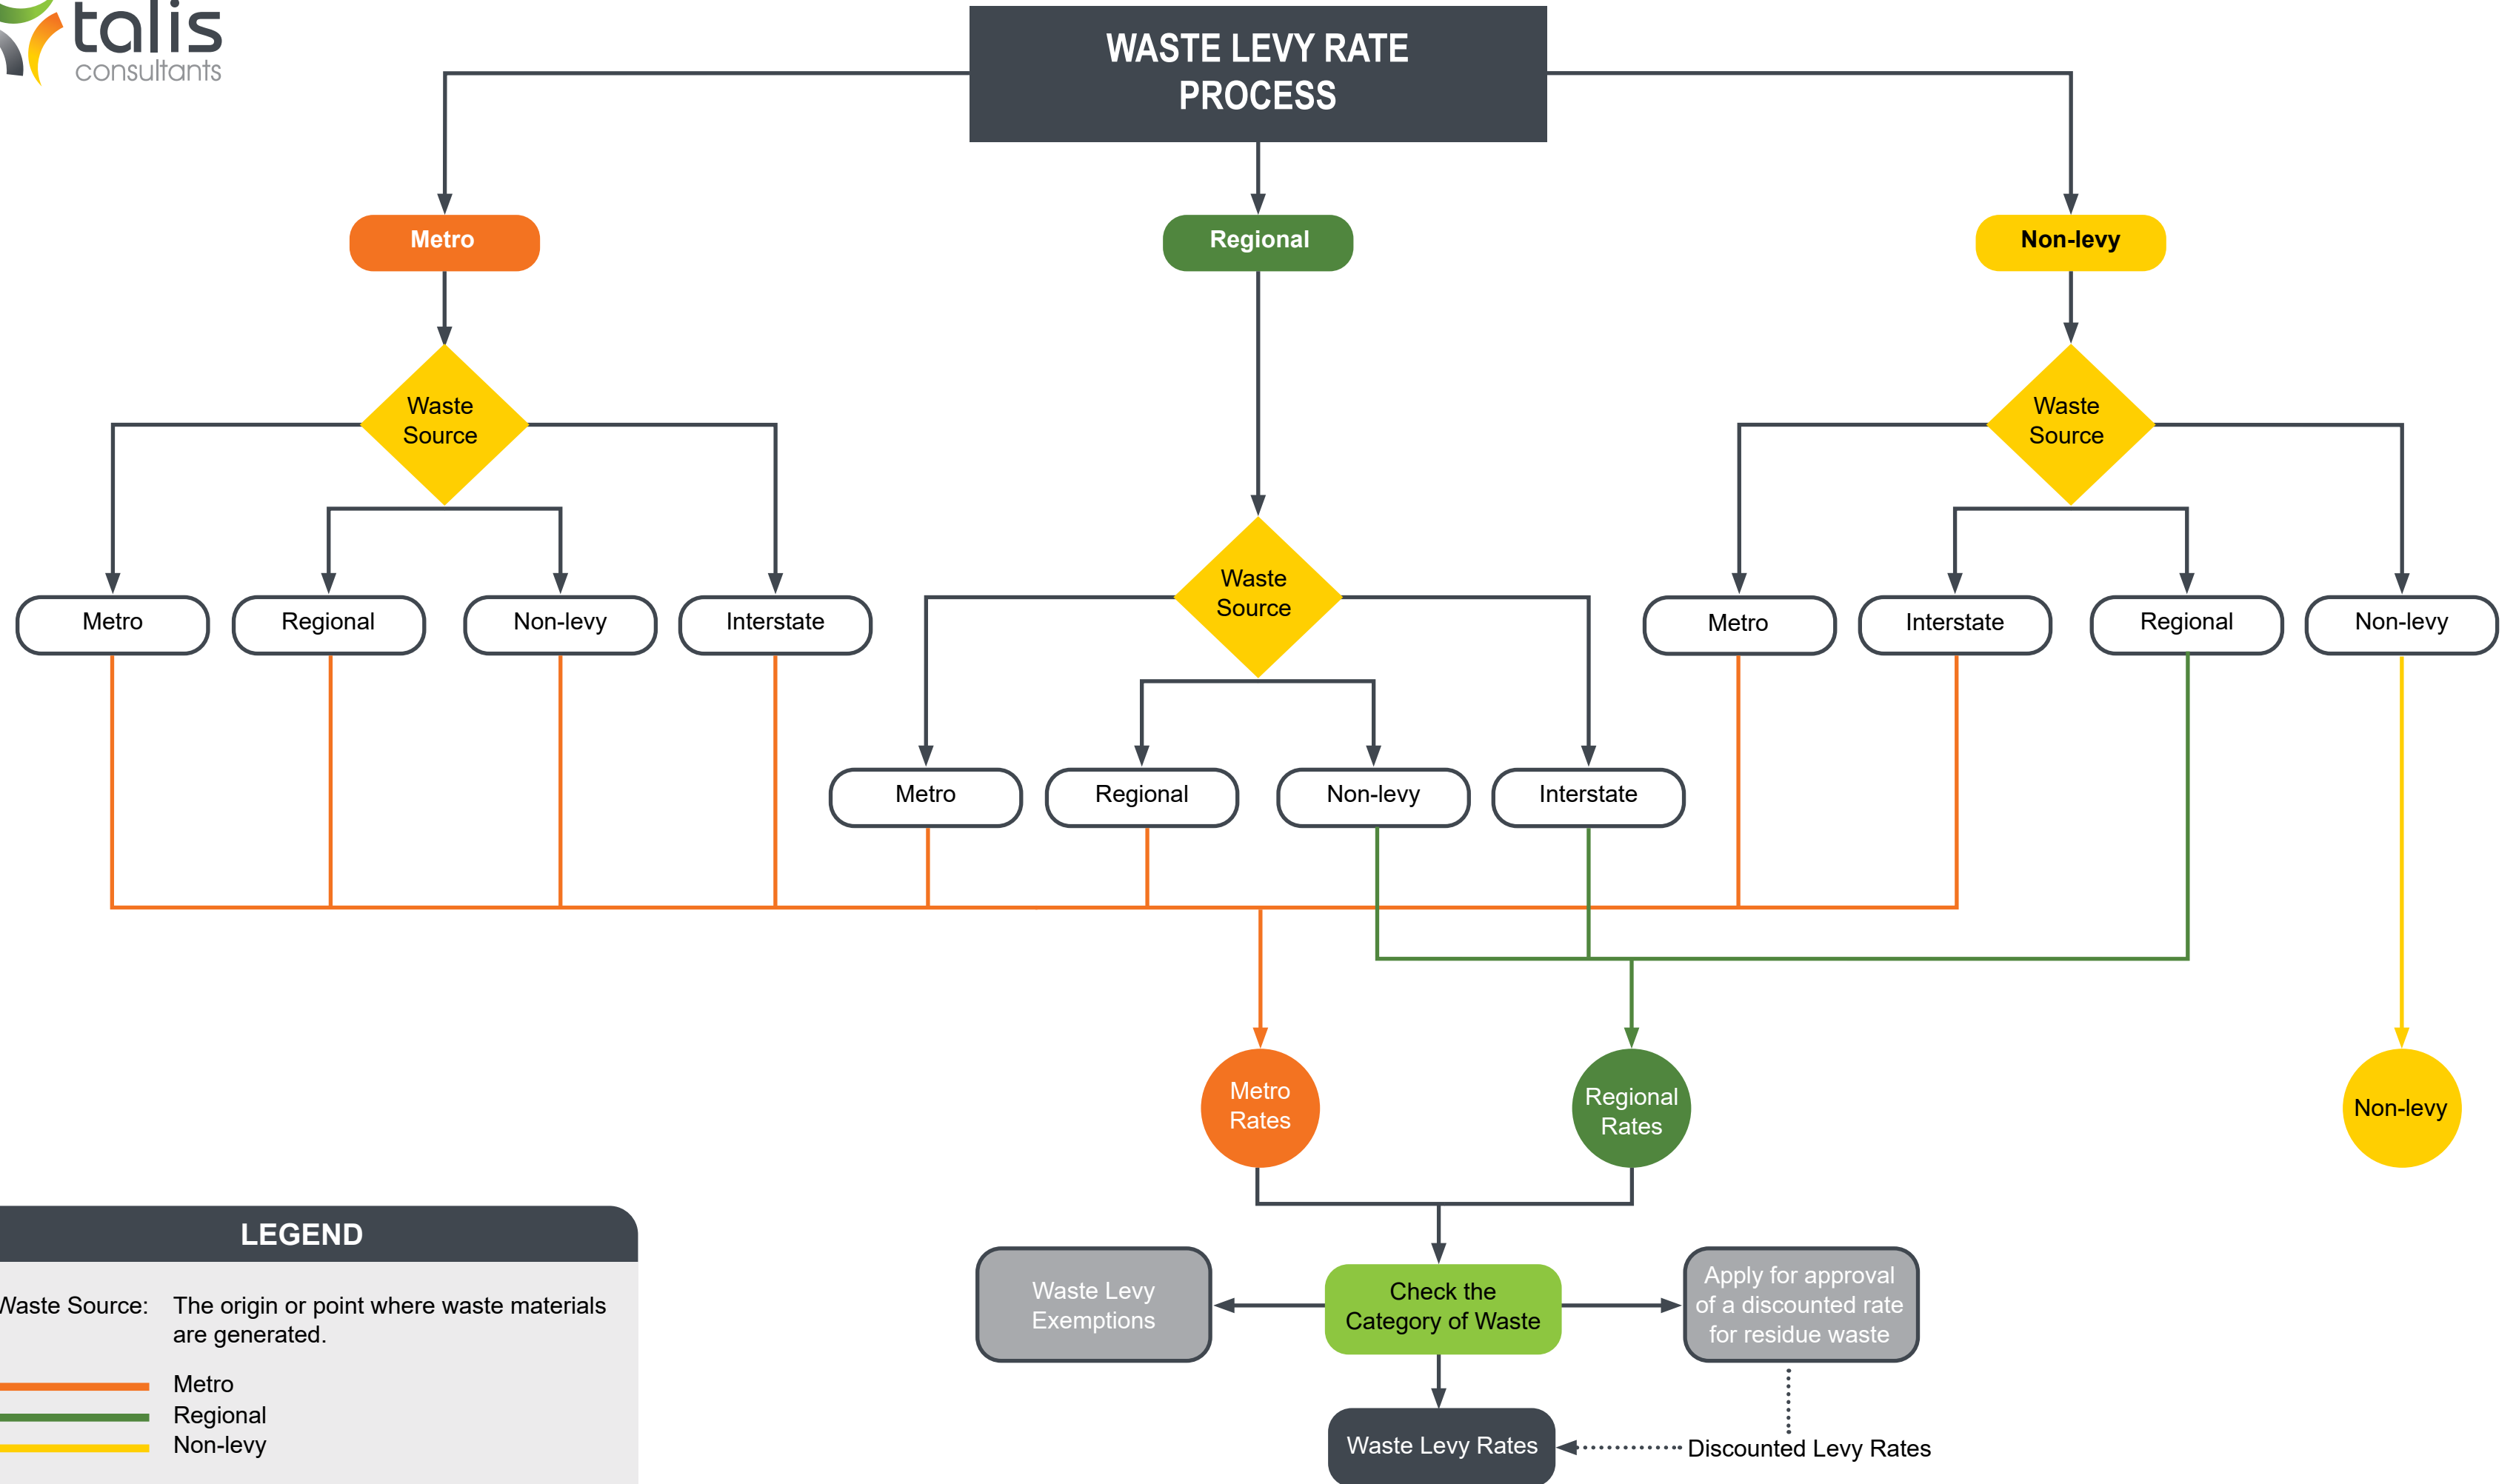 talis
consultants
WASTE LEVY RATE
PROCESS
Metro
Regional
Non-levy
Waste
Source
Waste
Source
Waste
Source
Metro
Regional
Non-levy
Interstate
Metro
Interstate
Regional
Non-levy
Metro
Regional
Non-levy
Interstate
Metro
Rates
Regional
Rates
Non-levy
LEGEND
Waste Source:
The origin or point where waste materials
are generated.
Metro
Regional
Non-levy
Waste Levy
Exemptions
Check the
Category of Waste
Apply for approval
of a discounted rate
for residue waste
Waste Levy Rates
Discounted Levy Rates